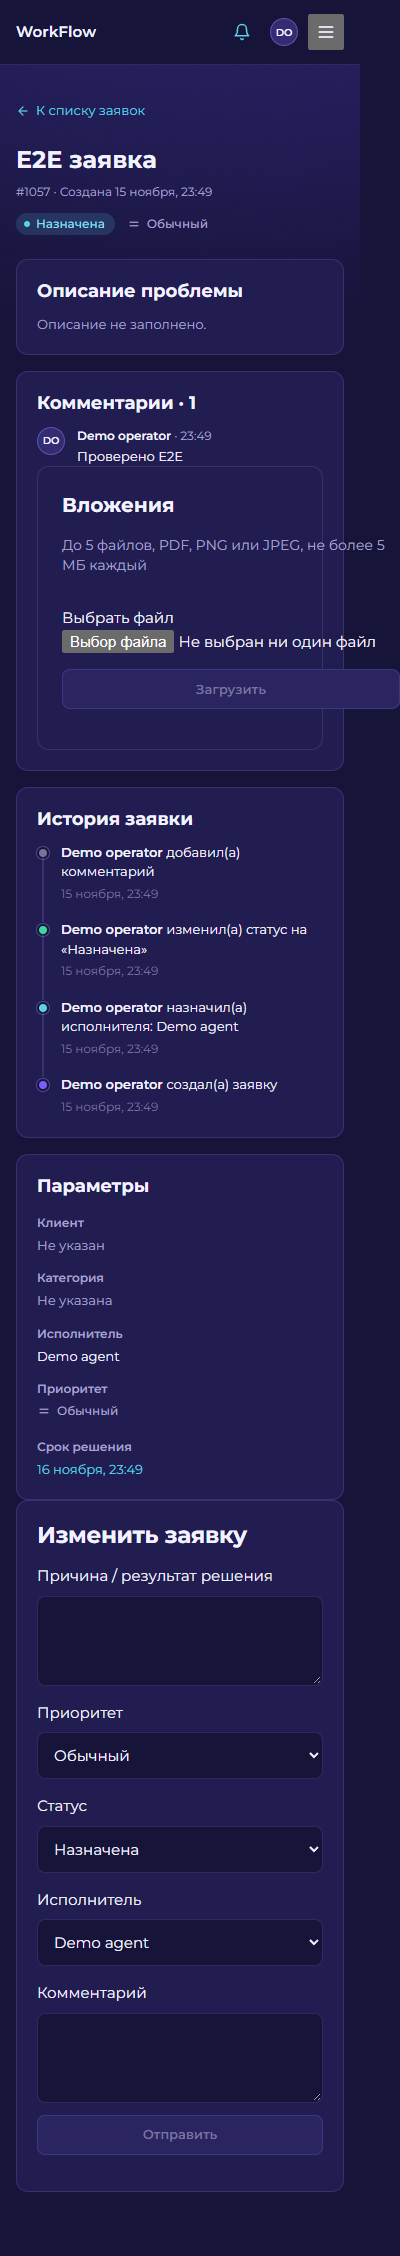 WorkFlow
DO
← К списку заявок
E2E заявка
#1057 · Создана 15 ноября, 23:49
Назначена
= Обычный
Описание проблемы
Описание не заполнено.
Комментарии · 1
DO
Demo operator · 23:49
Проверено E2E
Вложения
До 5 файлов, PDF, PNG или JPEG, не более 5
МБ каждый
Выбрать файл
Выбор файла Не выбран ни один файл
Загрузить
История заявки
Demo operator добавил(а)
комментарий
15 ноября, 23:49
Demo operator изменил(а) статус на
«Назначена»
15 ноября, 23:49
Demo operator назначил(а)
исполнителя: Demo agent
15 ноября, 23:49
Demo operator создал(а) заявку
15 ноября, 23:49
Параметры
Клиент
Не указан
Категория
Не указана
Исполнитель
Demo agent
Приоритет
= Обычный
Срок решения
16 ноября, 23:49
Изменить заявку
Причина / результат решения
Приоритет
Обычный
Статус
Назначена
Исполнитель
Demo agent
Комментарий
Отправить